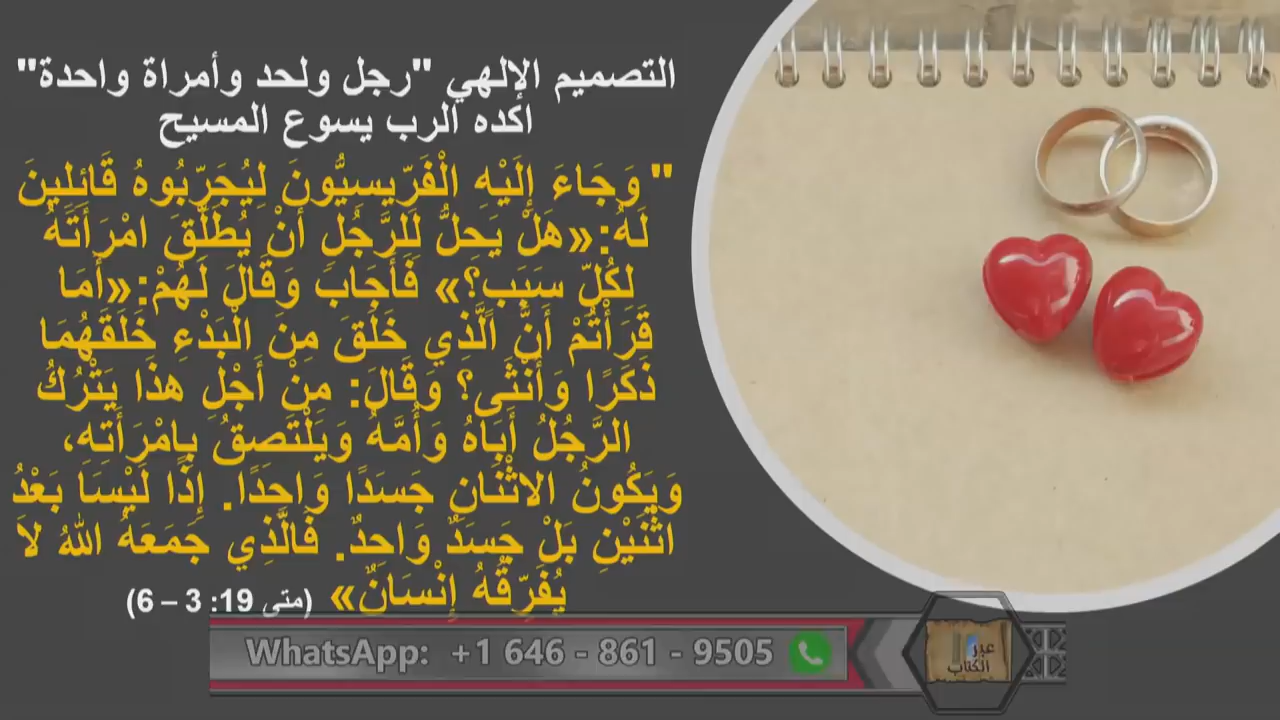 التصميم الإلهي "رجل ولحد وأمراة واحدة"
اكده الرب يسوع المسيح
" وَجَاءَ إِلَيْهِ الْفَرِّيسِيُّونَ لِيُجَرِّبُوهُ قَائِلِينَ
لَهُ:«هَلْ يَحِلُّ لِلرَّجُلِ أَنْ يُطَلِّقَ امْرَأَتَهُ
لِكُلِّ سَبَبٍ؟» فَأَجَابَ وَقَالَ لَهُمْ:«أَمَا
قَرَأْتُمْ أَنَّ الَّذِي خَلَقَ مِنَ الْبَدْءِ خَلَقَهُمَا
ذَكَرًا وَأُنْثَى؟ وَقَالَ: مِنْ أَجْلِ هذَا يَتْرُكُ
الرَّجُلُ أَبَاهُ وَأُمَّهُ وَيَلْتَصِقُ بِامْرَأَتِهِ،
وَيَكُونُ الاثْنَانِ جَسَدًا وَاحِدًا. إِذًا لَيْسَا بَعْدُ
اثْنَيْنِ بَلْ جَسَدٌ وَاحِدٌ. فَالَّذِي جَمَعَهُ اللهُ لاَ
يُفَرِّقُهُ إِنْسَانٌ» (متى 19: 3 – 6)
WhatsApp: +1 646 - 861 - 9505
عبر
الكتاب